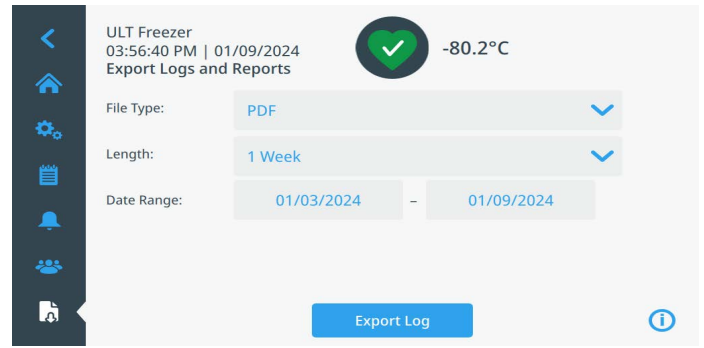 ULT Freezer
03:56:40 PM | 01/09/2024
Export Logs and Reports
-80.2°C
File Type:
PDF
Length:
1 Week
Date Range:
01/03/2024 – 01/09/2024
Export Log